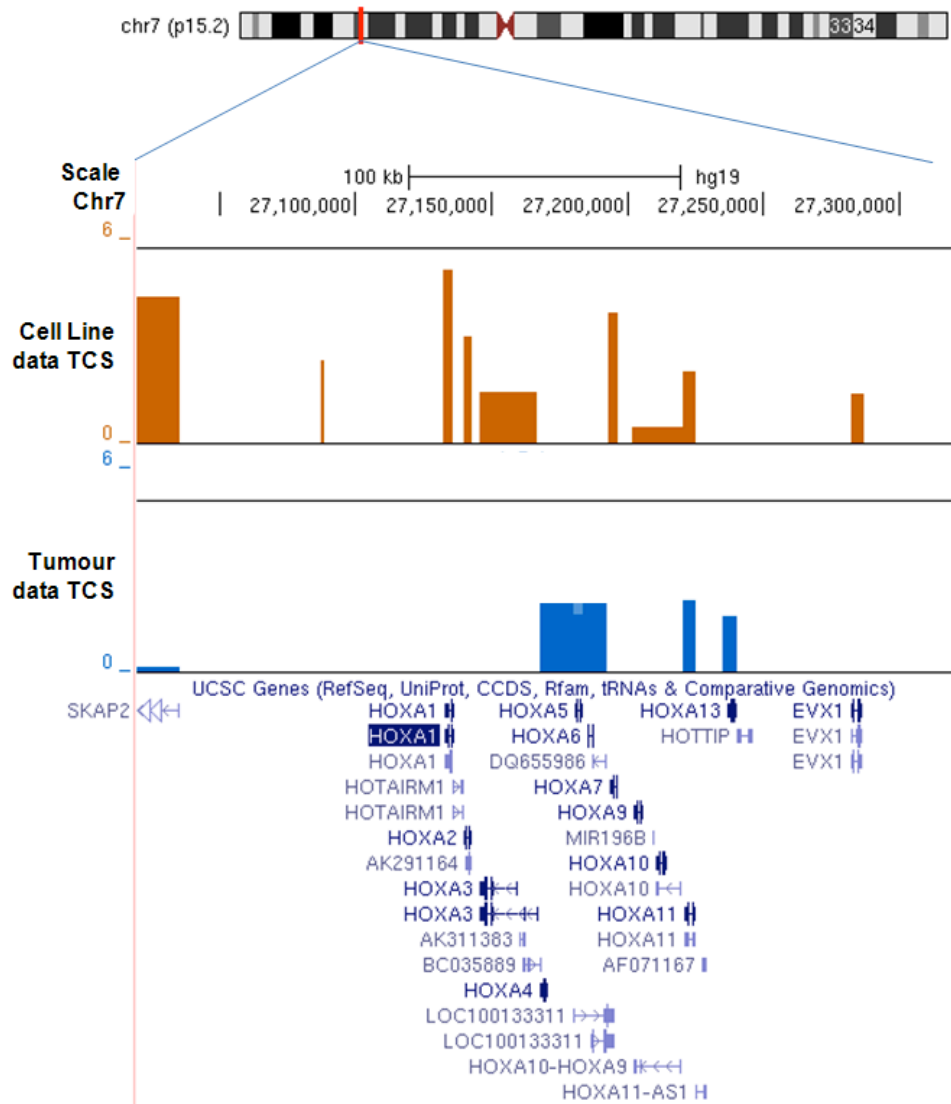 chr7 (p15.2) 33 34
Scale 100 kb hg19
Chr7 27,100,000 27,150,000 27,200,000 27,250,000 27,300,000
6
Cell Line
data TCS
0
6
Tumour
data TCS
0
UCSC Genes (RefSeq, UniProt, CCDS, Rfam, tRNAs & Comparative Genomics)
SKAP2 HOXA1 HOXA5 HOXA13 EVX1
HOXA1 HOXA6 HOTTIP EVX1
HOXA1 DQ655986 EVX1
HOTAIRM1 HOXA7
HOTAIRM1 HOXA9
HOXA2 MIR196B
AK291164 HOXA10
HOXA3 HOXA10
HOXA3 HOXA11
AK311383 HOXA11
BC035889 AF071167
HOXA4
LOC100133311
LOC100133311
HOXA10-HOXA9
HOXA11-AS1